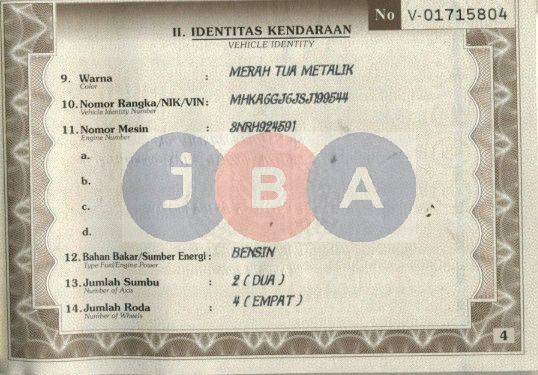 No V-01715804
II. IDENTITAS KENDARAAN
VEHICLE IDENTITY
9. Warna : MERAH TUA METALIK
Color
10. Nomor Rangka/NIK/VIN: MHKA6GJ6JSJ199544
Vehicle Identity Number
11. Nomor Mesin : 3NRH924591
Engine Number
a.
b.
c.
d.
JBA
12. Bahan Bakar/Sumber Energi : BENSIN
Type Fuel/Engine Power
13. Jumlah Sumbu : 2 ( DUA )
Number of Axis
14. Jumlah Roda : 4 ( EMPAT )
Number of Wheels
4